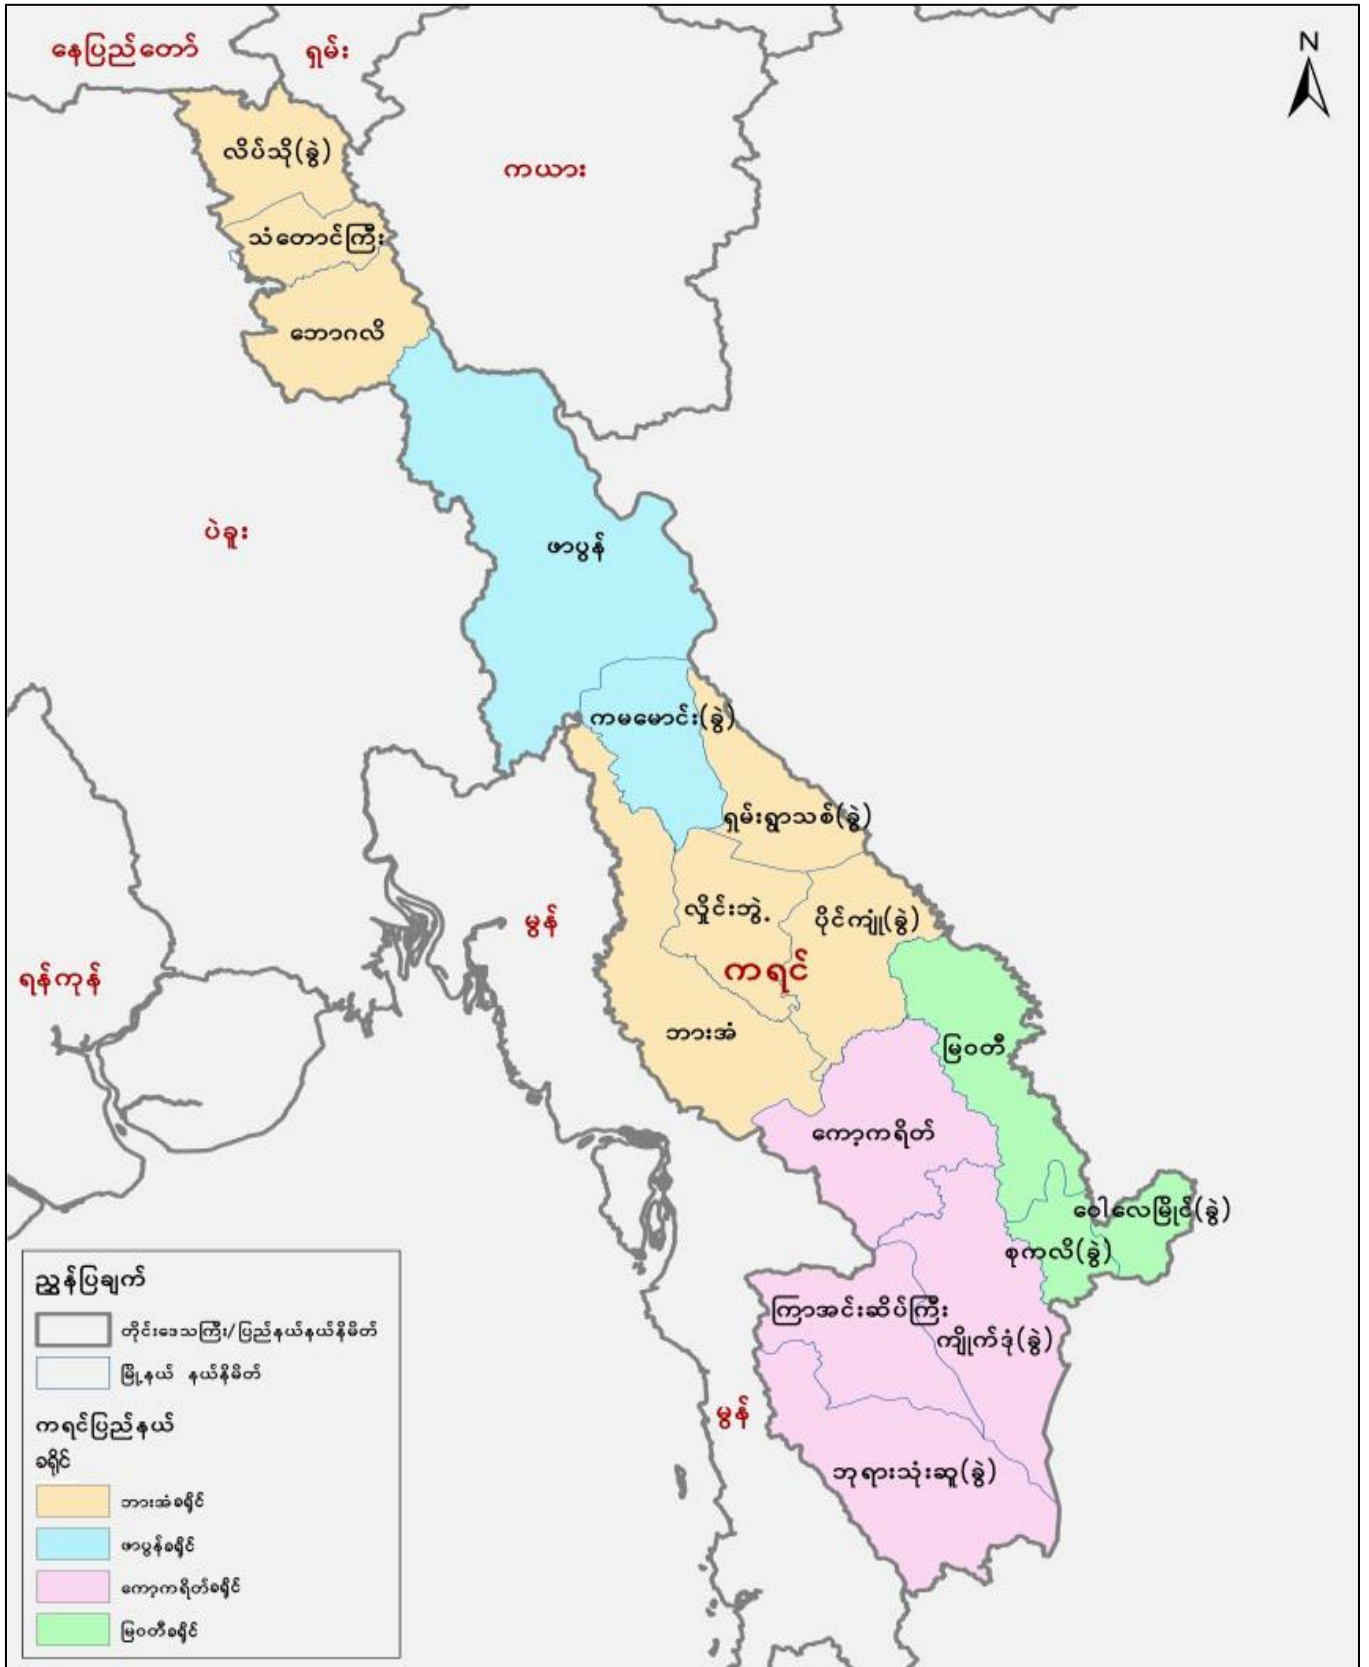 နေပြည်တော်
ရှမ်း
N
လိပ်သို(ခွဲ)
ကယား
သံတောင်ကြီး
ဘောဂလိ
ပဲခူး
ဖာပွန်
ကမမောင်း(ခွဲ)
ရှမ်းရွာသစ်(ခွဲ)
လှိုင်းဘွဲ့
ပိုင်ကျုံ(ခွဲ)
မွန်
ကရင်
ရန်ကုန်
ဘားအံ
မြဝတီ
ကော့ကရိတ်
ဝေါလေမြိုင်(ခွဲ)
စုကလိ(ခွဲ)
ကြာအင်းဆိပ်ကြီး
ကျိုက်ဒုံ(ခွဲ)
မွန်
ဘုရားသုံးဆူ(ခွဲ)
ညွှန်ပြချက်
တိုင်းဒေသကြီး/ပြည်နယ်နယ်နိမိတ်
မြို့နယ် နယ်နိမိတ်
ကရင်ပြည်နယ်
ခရိုင်
ဘားအံခရိုင်
ဖာပွန်ခရိုင်
ကော့ကရိတ်ခရိုင်
မြဝတီခရိုင်